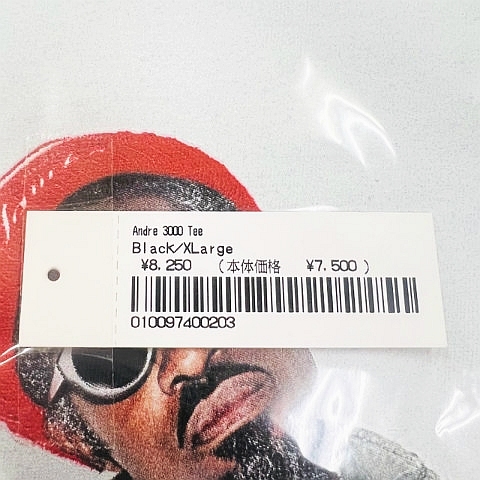 Andre 3000 Tee
Black/XLarge
¥8,250 (本体価格 ¥7,500 )
010097400203